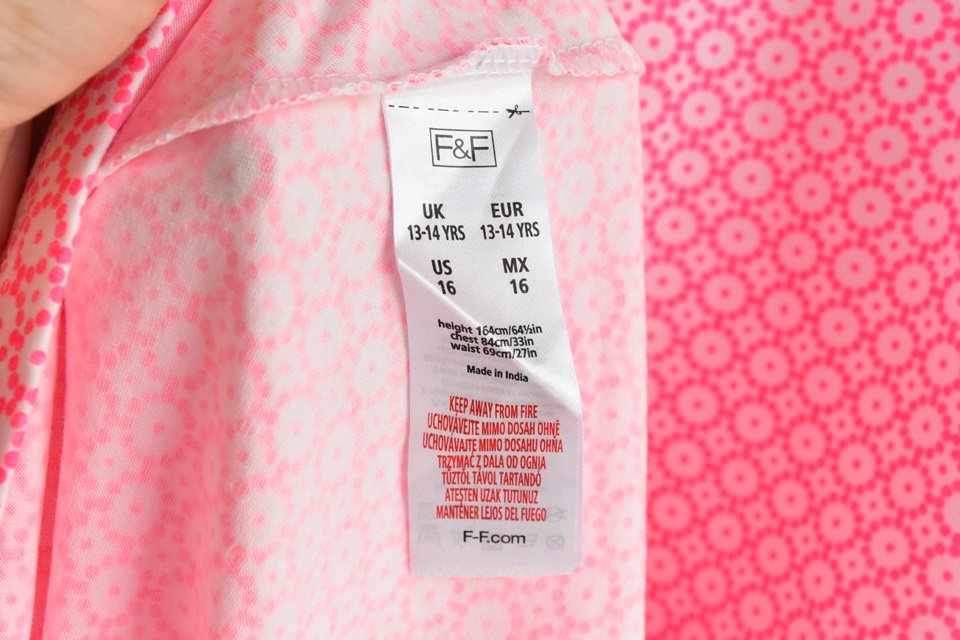 F&F
UK EUR
13-14 YRS 13-14 YRS
US MX
16 16
height 164cm/64½in
chest 84cm/33in
waist 69cm/27in
Made in India
KEEP AWAY FROM FIRE
UCHOVÁVEJTE MIMO DOSAH OHNĚ
UCHOVÁVAJTE MIMO DOSAHU OHŇA
TRZYMAĆ Z DALA OD OGNIA
TŰZTŐL TÁVOL TARTANDÓ
ATEŞTEN UZAK TUTUNUZ
MANTENER LEJOS DEL FUEGO
F-F.com